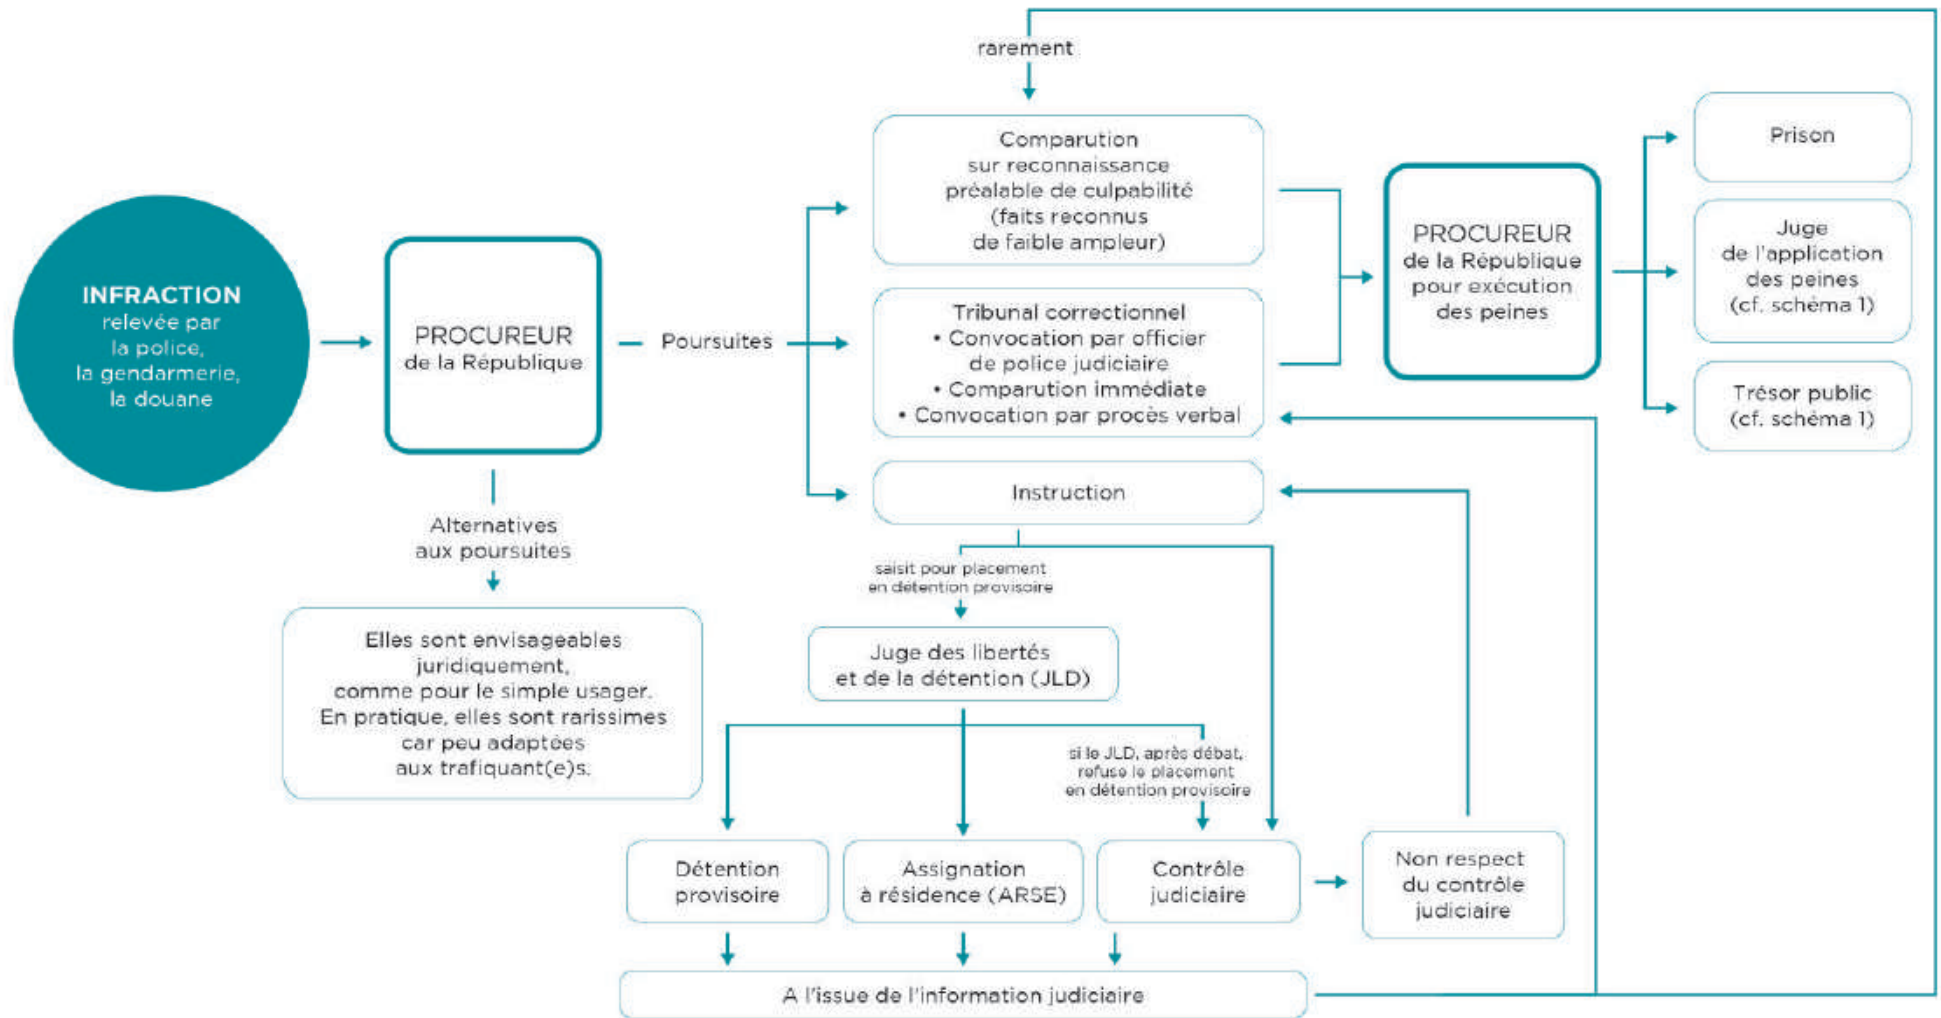 INFRACTION
relevée par
la police,
la gendarmerie,
la douane
PROCUREUR
de la République
Poursuites
Alternatives
aux poursuites
Elles sont envisageables
juridiquement,
comme pour le simple usager.
En pratique, elles sont rarissimes
car peu adaptées
aux trafiquant(e)s.
rarement
Comparution
sur reconnaissance
préalable de culpabilité
(faits reconnus
de faible ampleur)
Tribunal correctionnel
• Convocation par officier
de police judiciaire
• Comparution immédiate
• Convocation par procès verbal
Instruction
saisit pour placement
en détention provisoire
Juge des libertés
et de la détention (JLD)
si le JLD, après débat,
refuse le placement
en détention provisoire
Détention
provisoire
Assignation
à résidence (ARSE)
Contrôle
judiciaire
Non respect
du contrôle
judiciaire
A l'issue de l'information judiciaire
PROCUREUR
de la République
pour exécution
des peines
Prison
Juge
de l'application
des peines
(cf. schéma 1)
Trésor public
(cf. schéma 1)